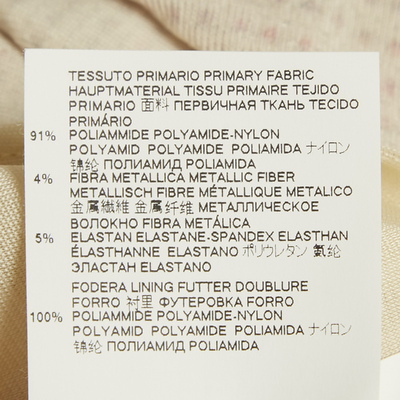 TESSUTO PRIMARIO PRIMARY FABRIC
HAUPTMATERIAL TISSU PRIMAIRE TEJIDO
PRIMARIO 面料 ПЕРВИЧНАЯ ТКАНЬ TECIDO
PRIMÁRIO
91% POLIAMMIDE POLYAMIDE-NYLON
POLYAMID POLYAMIDE POLIAMIDA ナイロン
锦纶 ПОЛИАМИД POLIAMIDA
4% FIBRA METALLICA METALLIC FIBER
METALLISCH FIBRE MÉTALLIQUE METALICO
金属繊維 金属纤维 МЕТАЛЛИЧЕСКОЕ
ВОЛОКНО FIBRA METÁLICA
5% ELASTAN ELASTANE-SPANDEX ELASTHAN
ÉLASTHANNE ELASTANO ポリウレタン 氨纶
ЭЛАСТАН ELASTANO
FODERA LINING FUTTER DOUBLURE
FORRO 衬里 ФУТЕРОВКА FORRO
100% POLIAMMIDE POLYAMIDE-NYLON
POLYAMID POLYAMIDE POLIAMIDA ナイロン
锦纶 ПОЛИАМИД POLIAMIDA